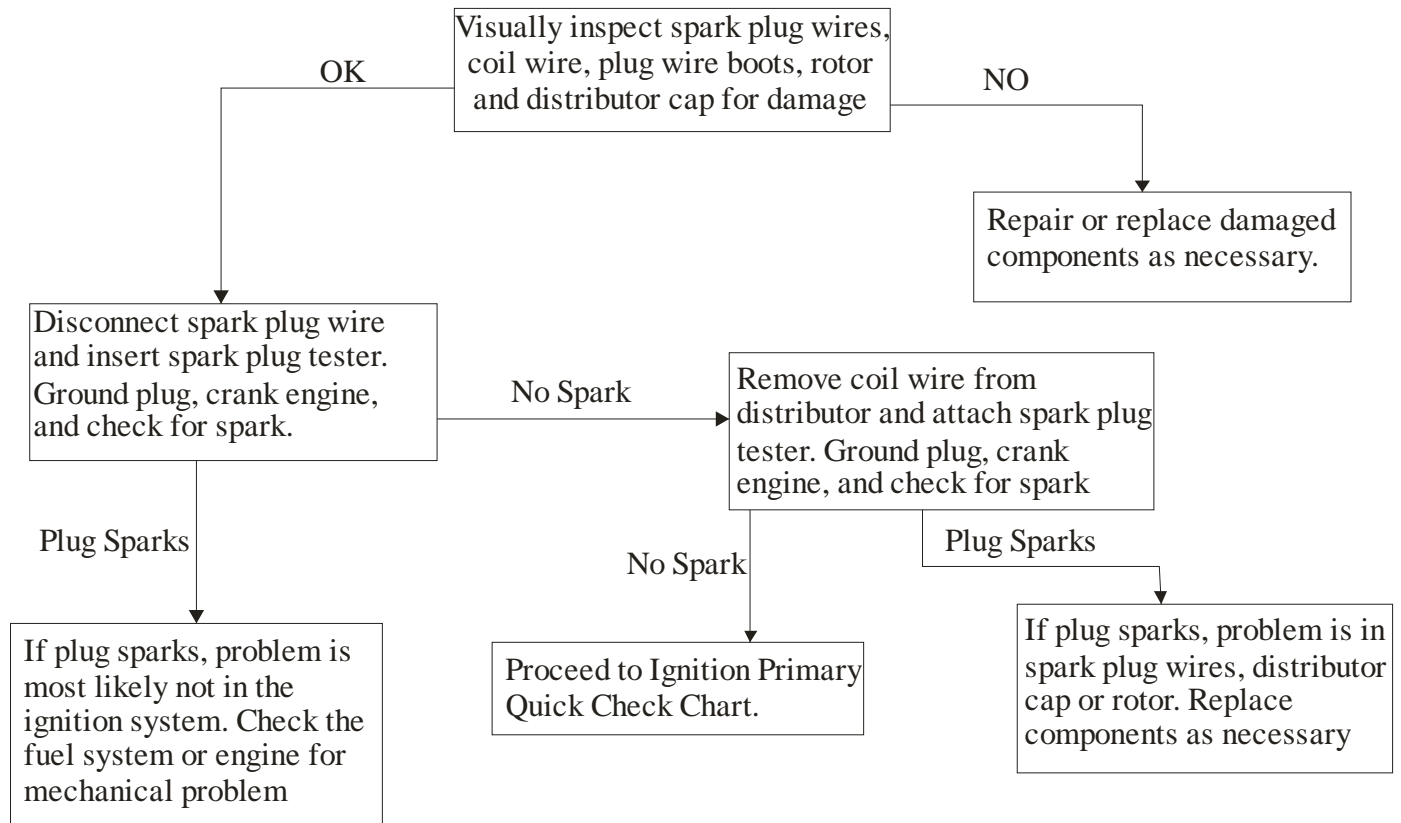 Visually inspect spark plug wires,
coil wire, plug wire boots, rotor
and distributor cap for damage
OK
NO
Repair or replace damaged
components as necessary.
Disconnect spark plug wire
and insert spark plug tester.
Ground plug, crank engine,
and check for spark.
No Spark
Remove coil wire from
distributor and attach spark plug
tester. Ground plug, crank
engine, and check for spark
Plug Sparks
No Spark
Plug Sparks
If plug sparks, problem is
most likely not in the
ignition system. Check the
fuel system or engine for
mechanical problem
Proceed to Ignition Primary
Quick Check Chart.
If plug sparks, problem is in
spark plug wires, distributor
cap or rotor. Replace
components as necessary